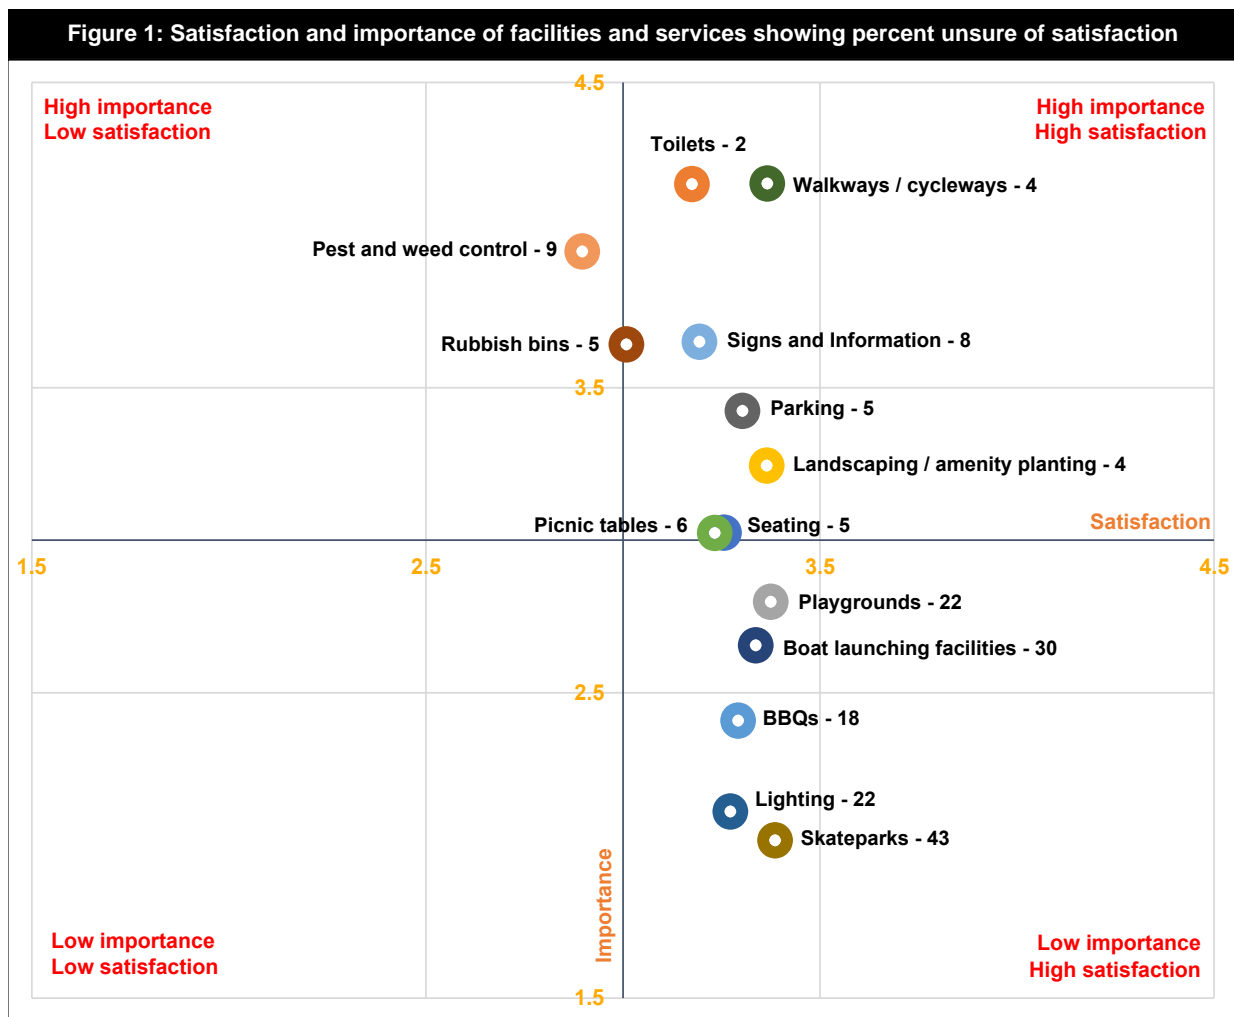 Figure 1: Satisfaction and importance of facilities and services showing percent unsure of satisfaction
4.5
High importance
Low satisfaction
High importance
High satisfaction
Toilets - 2
Walkways / cycleways - 4
Pest and weed control - 9
Rubbish bins - 5
Signs and Information - 8
3.5
Parking - 5
Landscaping / amenity planting - 4
Picnic tables - 6
Seating - 5
Satisfaction
1.5
2.5
3.5
4.5
Playgrounds - 22
Boat launching facilities - 30
2.5
BBQs - 18
Lighting - 22
Skateparks - 43
Importance
Low importance
Low satisfaction
Low importance
High satisfaction
1.5